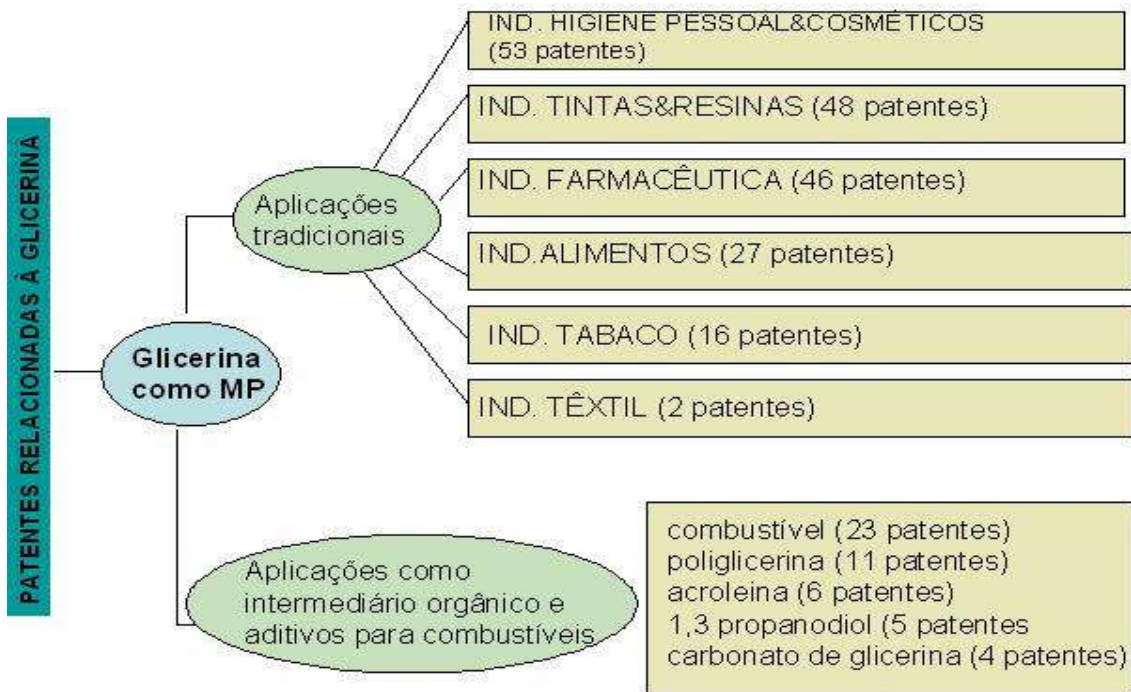 PATENTES RELACIONADAS À GLICERINA
Glicerina
como MP
Aplicações
tradicionais
IND. HIGIENE PESSOAL&COSMÉTICOS
(53 patentes)
IND. TINTAS&RESINAS (48 patentes)
IND. FARMACÊUTICA (46 patentes)
IND.ALIMENTOS (27 patentes)
IND. TABACO (16 patentes)
IND. TÊXTIL (2 patentes)
Aplicações como
intermediário orgânico e
aditivos para combustíveis
combustível (23 patentes)
poliglicerina (11 patentes)
acroleina (6 patentes)
1,3 propanodiol (5 patentes
carbonato de glicerina (4 patentes)